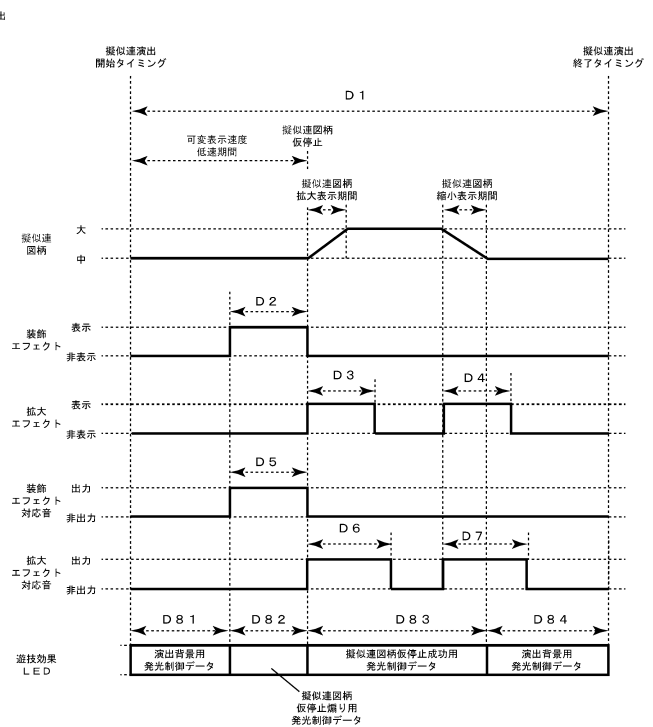 出
擬似連演出
開始タイミング
擬似連演出
終了タイミング
D1
可変表示速度
低速期間
擬似連図柄
仮停止
擬似連図柄
拡大表示期間
擬似連図柄
縮小表示期間
擬似連
図柄
大
中
D2
装飾
エフェクト
表示
非表示
D3
D4
拡大
エフェクト
表示
非表示
D5
装飾
エフェクト
対応音
出力
非出力
D6
D7
拡大
エフェクト
対応音
出力
非出力
D81
D82
D83
D84
遊技効果
LED
演出背景用
発光制御データ
擬似連図柄仮停止成功用
発光制御データ
演出背景用
発光制御データ
擬似連図柄
仮停止煽り用
発光制御データ